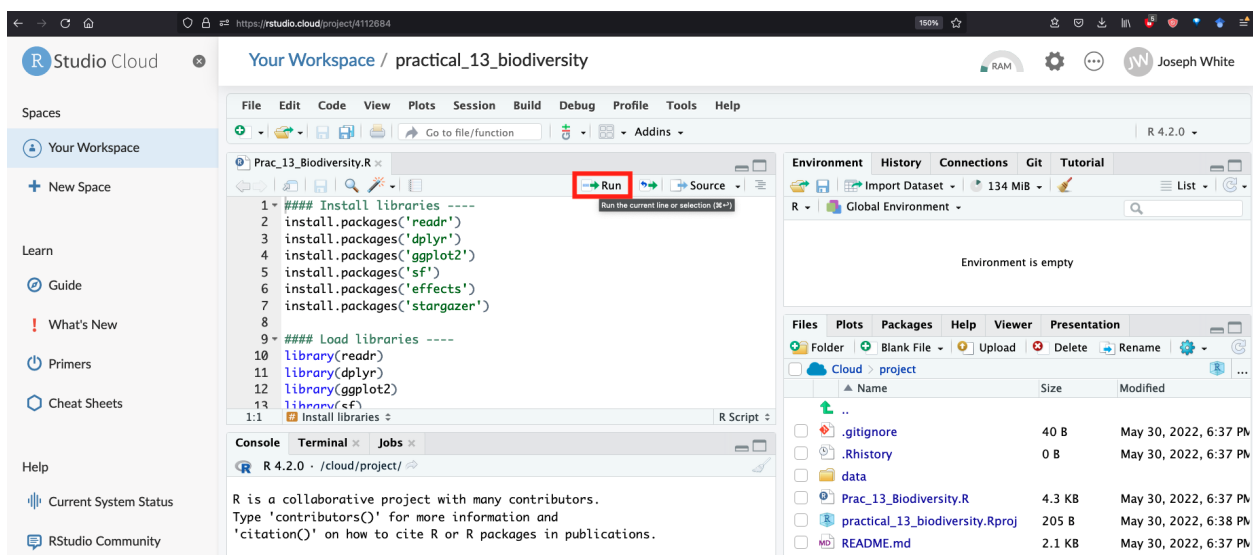 https://rstudio.cloud/project/4112684
150%
6
R Studio Cloud
Your Workspace / practical_13_biodiversity
RAM
JW Joseph White
Spaces
Your Workspace
New Space
Learn
Guide
What's New
Primers
Cheat Sheets
Help
Current System Status
RStudio Community
File Edit Code View Plots Session Build Debug Profile Tools Help
Go to file/function
Addins
R 4.2.0
Prac_13_Biodiversity.R
Run
Source
Run the current line or selection (⌘↩)
1 #### Install libraries ----
2 install.packages('readr')
3 install.packages('dplyr')
4 install.packages('ggplot2')
5 install.packages('sf')
6 install.packages('effects')
7 install.packages('stargazer')
8
9 #### Load libraries ----
10 library(readr)
11 library(dplyr)
12 library(ggplot2)
13 library(sf)
1:1 # Install libraries R Script
Console Terminal Jobs
R R 4.2.0 · /cloud/project/
R is a collaborative project with many contributors.
Type 'contributors()' for more information and
'citation()' on how to cite R or R packages in publications.
Environment History Connections Git Tutorial
Import Dataset 134 MiB List
R Global Environment
Environment is empty
Files Plots Packages Help Viewer Presentation
Folder Blank File Upload Delete Rename
Cloud > project R ...
Name Size Modified
..
.gitignore 40 B May 30, 2022, 6:37 PM
.Rhistory 0 B May 30, 2022, 6:37 PM
data
Prac_13_Biodiversity.R 4.3 KB May 30, 2022, 6:37 PM
practical_13_biodiversity.Rproj 205 B May 30, 2022, 6:38 PM
MD README.md 2.1 KB May 30, 2022, 6:37 PM